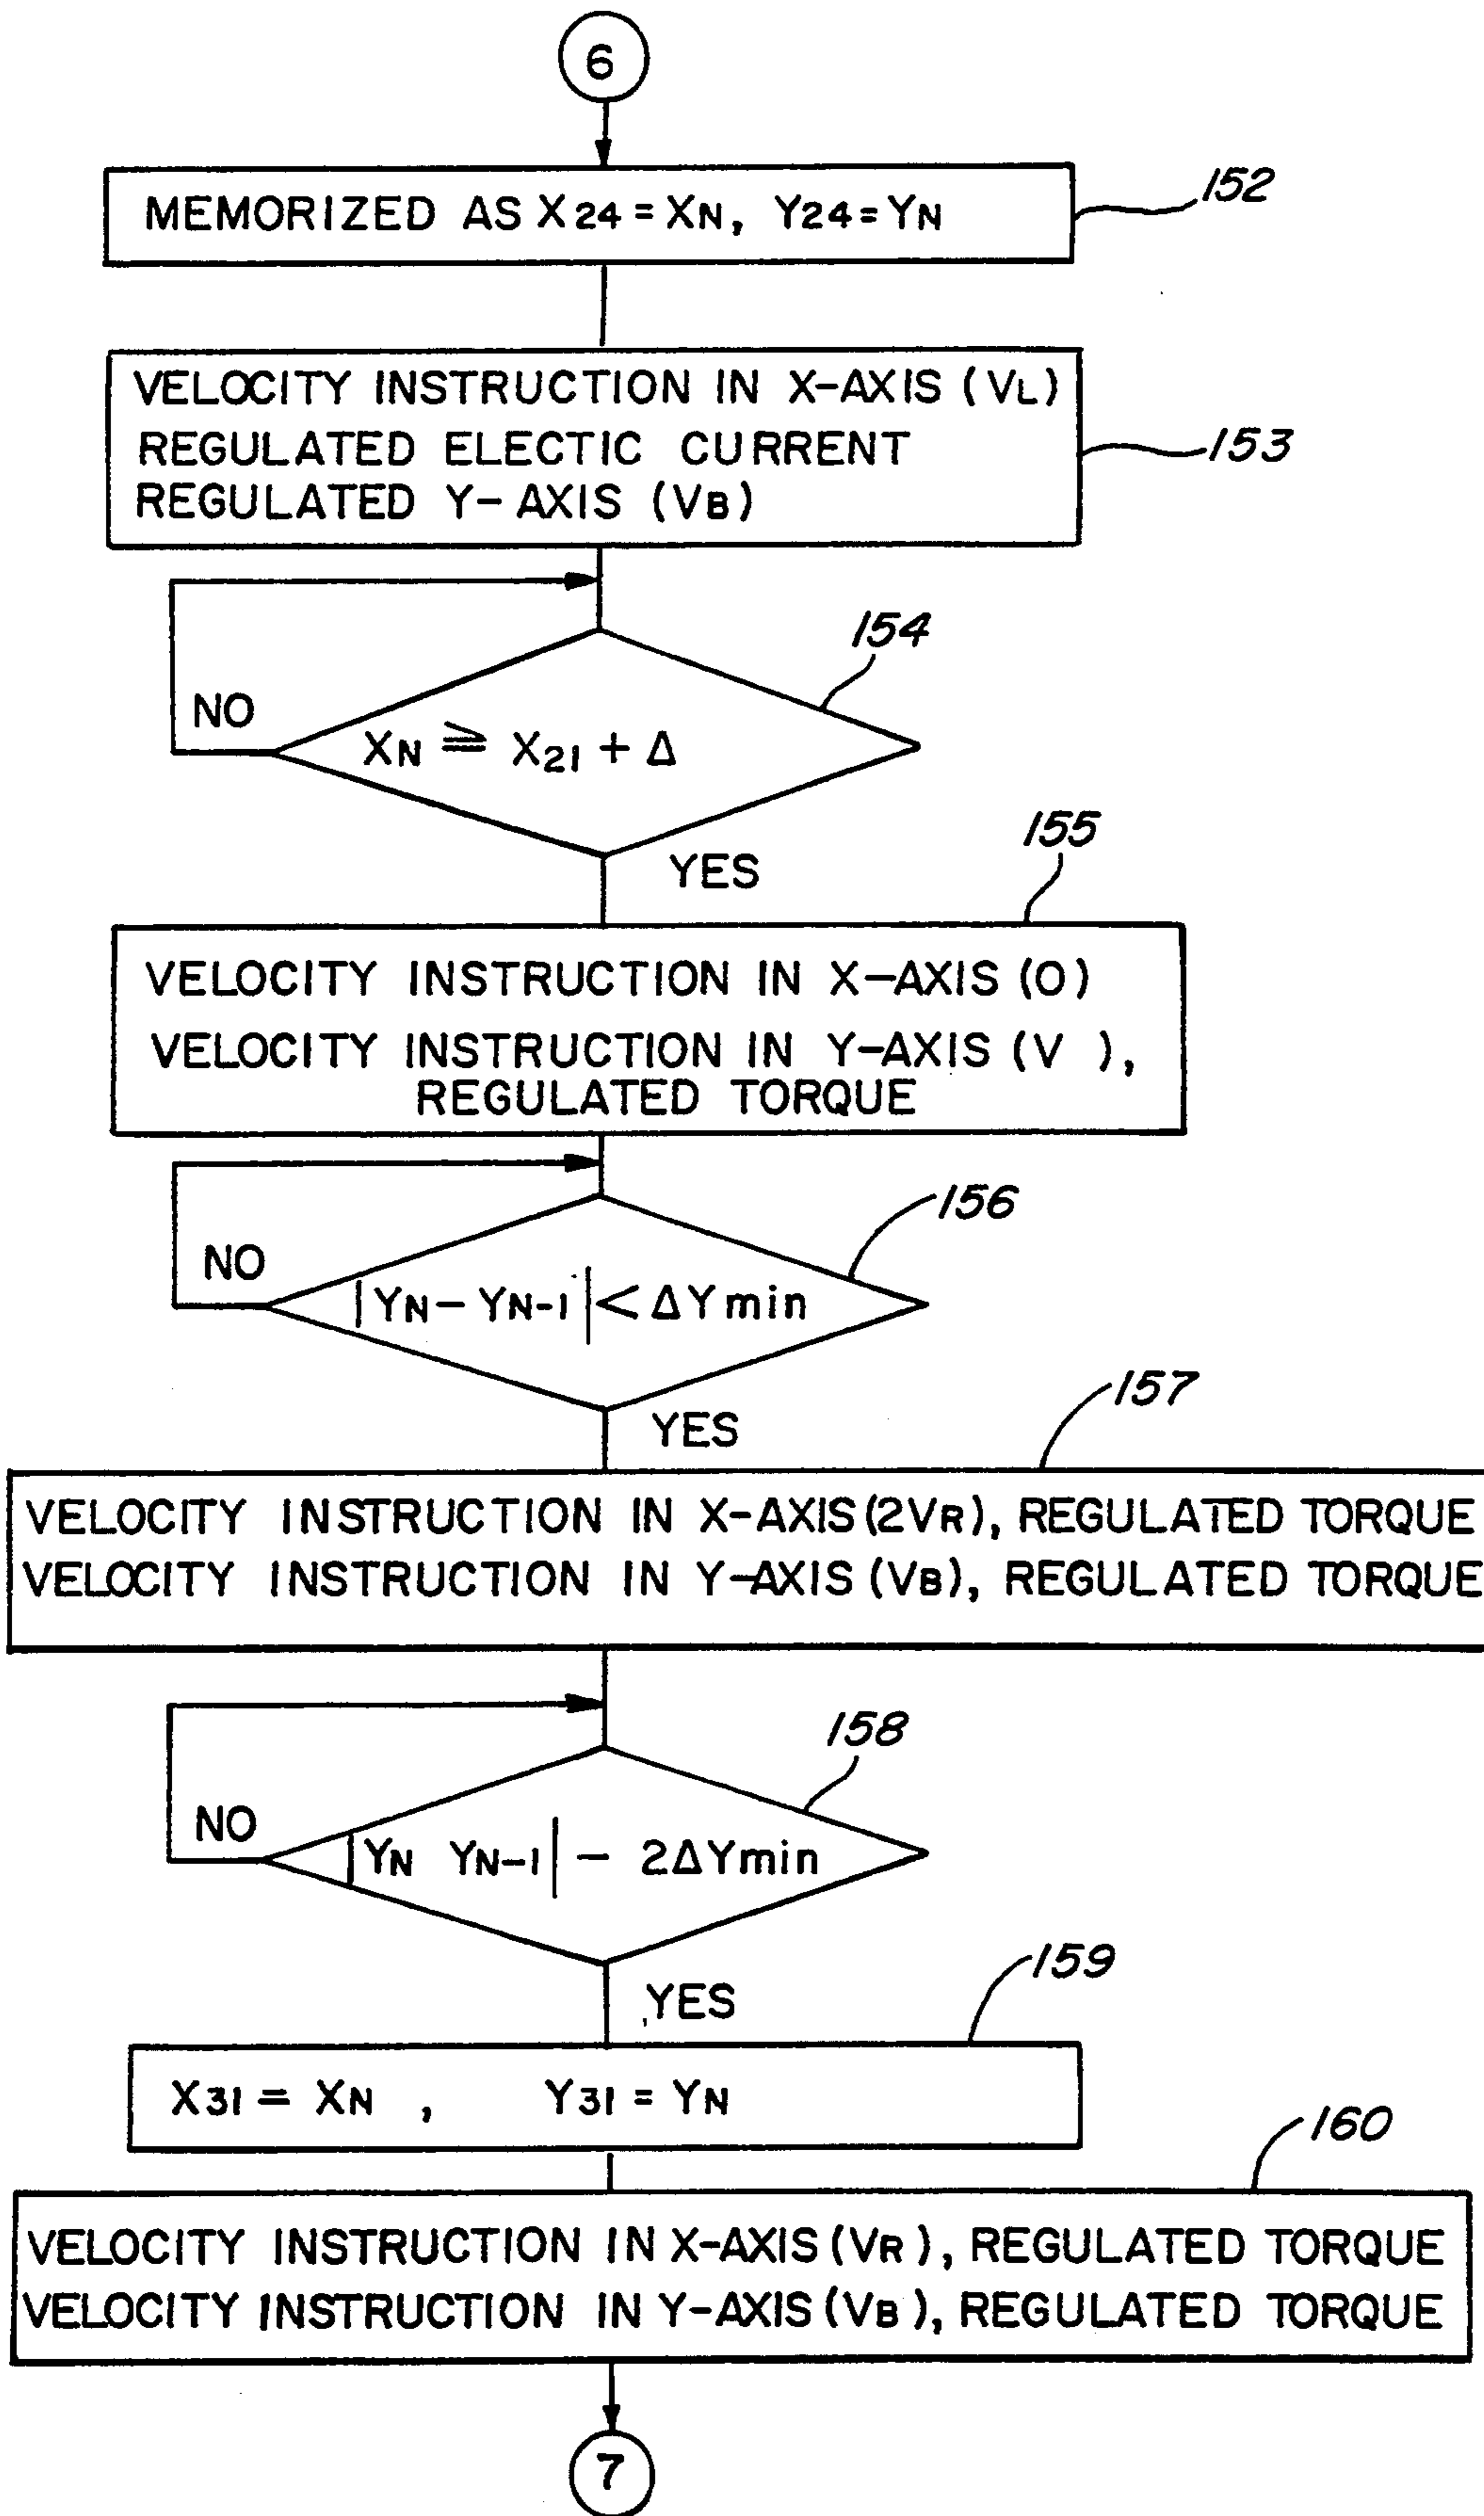 6
MEMORIZED AS X24 = XN, Y24 = YN
152
VELOCITY INSTRUCTION IN X-AXIS (VL)
REGULATED ELECTIC CURRENT
REGULATED Y-AXIS (VB)
153
154
NO
XN ≧ X21 + Δ
YES
155
VELOCITY INSTRUCTION IN X-AXIS (O)
VELOCITY INSTRUCTION IN Y-AXIS (V ),
REGULATED TORQUE
156
NO
|YN - YN-1| < ΔYmin
YES
157
VELOCITY INSTRUCTION IN X-AXIS (2VR), REGULATED TORQUE
VELOCITY INSTRUCTION IN Y-AXIS (VB), REGULATED TORQUE
158
NO
|YN YN-1| - 2ΔYmin
YES
159
X31 = XN , Y31 = YN
160
VELOCITY INSTRUCTION IN X-AXIS (VR), REGULATED TORQUE
VELOCITY INSTRUCTION IN Y-AXIS (VB), REGULATED TORQUE
7